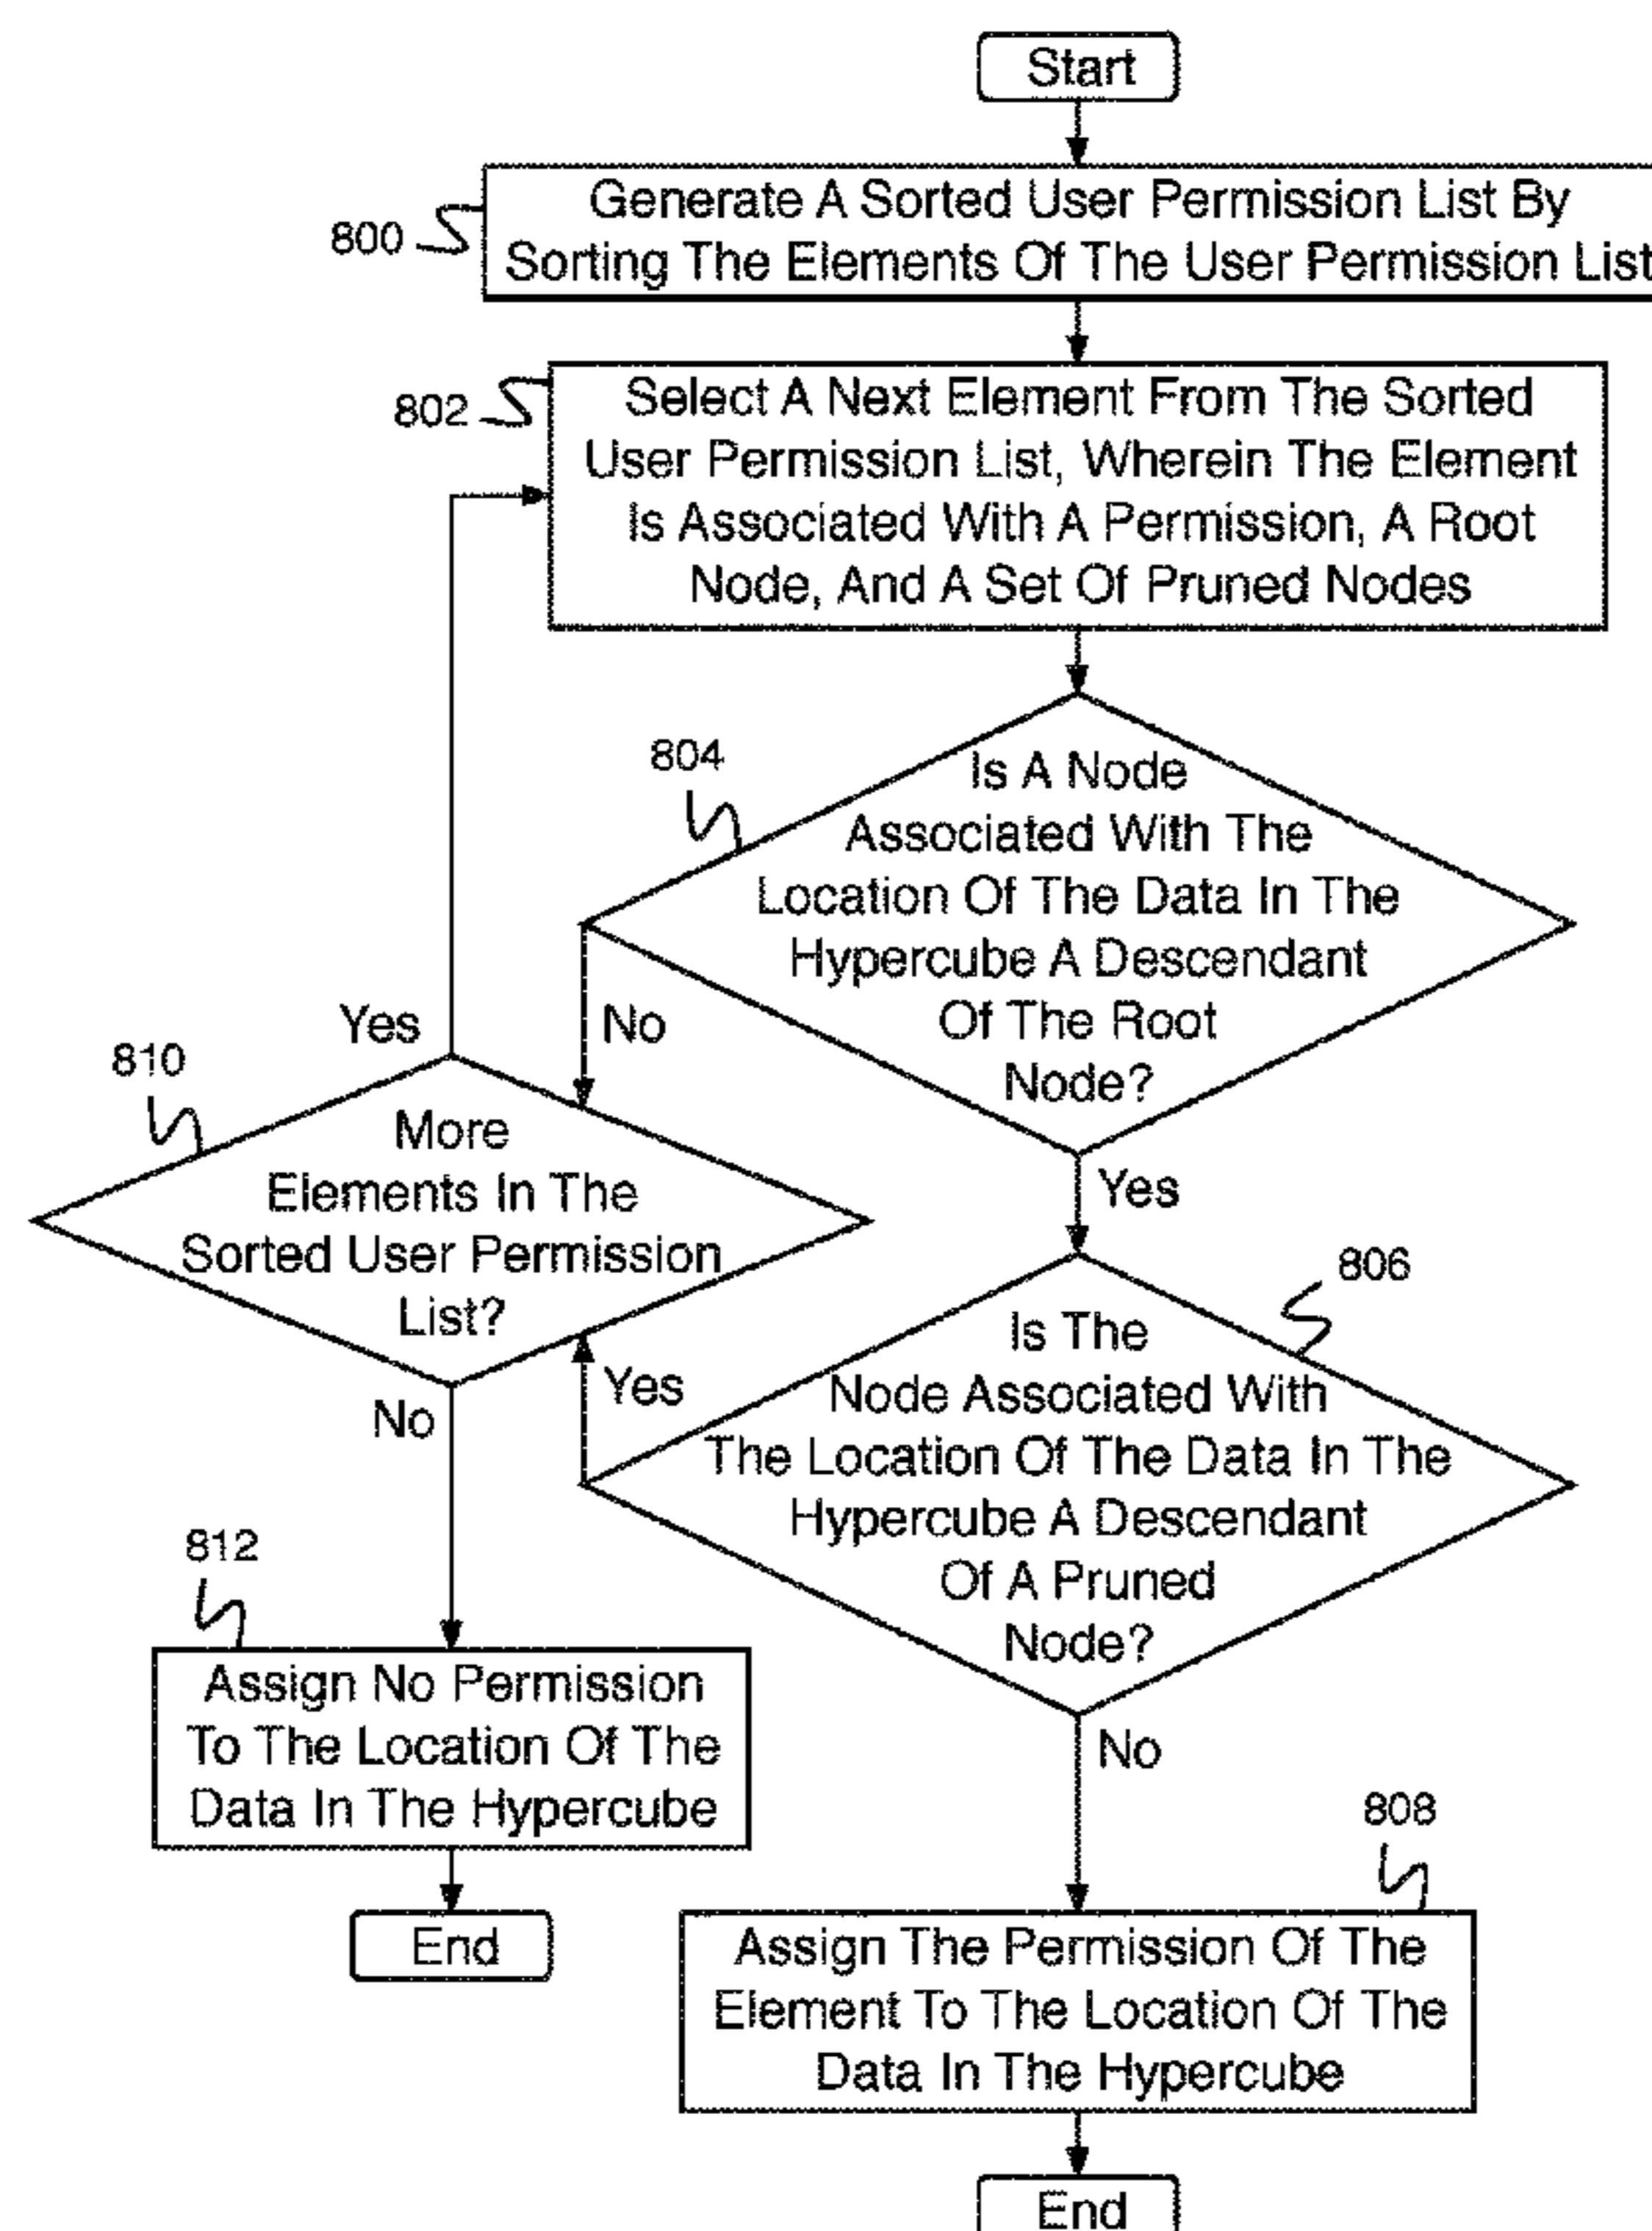 Start
800
Generate A Sorted User Permission List By
Sorting The Elements Of The User Permission List
802
Select A Next Element From The Sorted
User Permission List, Wherein The Element
Is Associated With A Permission, A Root
Node, And A Set Of Pruned Nodes
804
Is A Node
Associated With The
Location Of The Data In The
Hypercube A Descendant
Of The Root
Node?
Yes
No
810
More
Elements In The
Sorted User Permission
List?
Yes
806
Is The
Node Associated With
The Location Of The Data In The
Hypercube A Descendant
Of A Pruned
Node?
Yes
No
812
Assign No Permission
To The Location Of The
Data In The Hypercube
No
808
Assign The Permission Of The
Element To The Location Of The
Data In The Hypercube
End
End